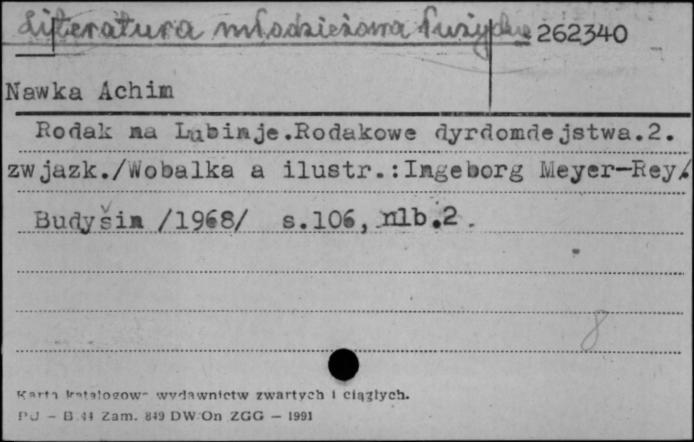 Literatura młodzieżowa łużycka 262340
Nawka Achim
Rodak na Lubinje.Rodakowe dyrdomdejstwa.2.
zwjazk./Wobalka a ilustr.:Ingeborg Meyer-Rey/.
Budyšin /1968/ s.106, nlb.2.
8
Karta katalogowa wydawnictw zwartych i ciągłych.
PU - B 44 Zam. 849 DW.On ZGG - 1991